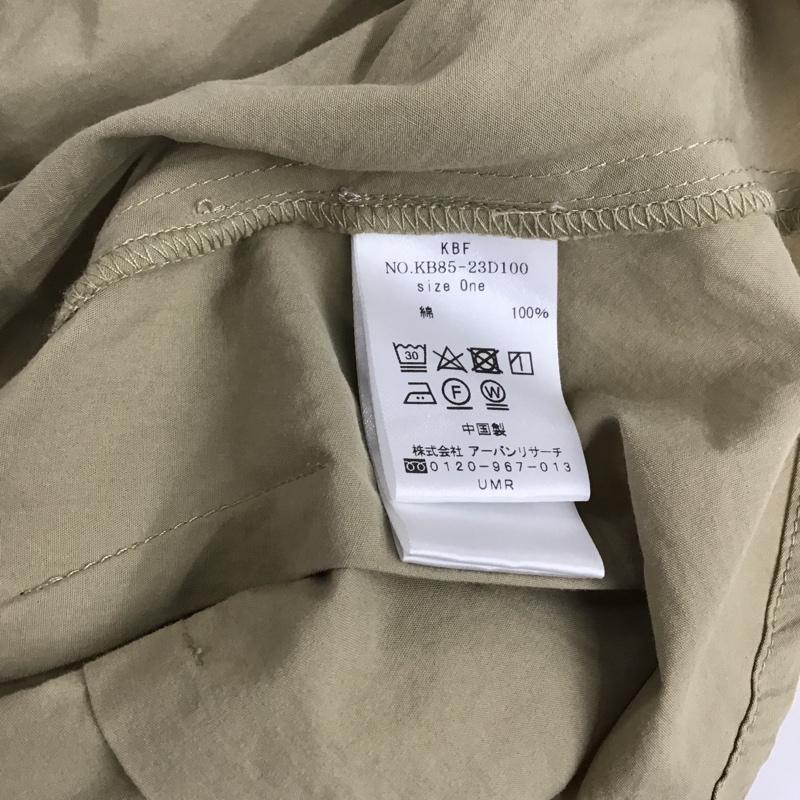 KBF
NO.KB85-23D100
size One
綿 100%
30
F W
中国製
株式会社 アーバンリサーチ
0120-967-013
UMR